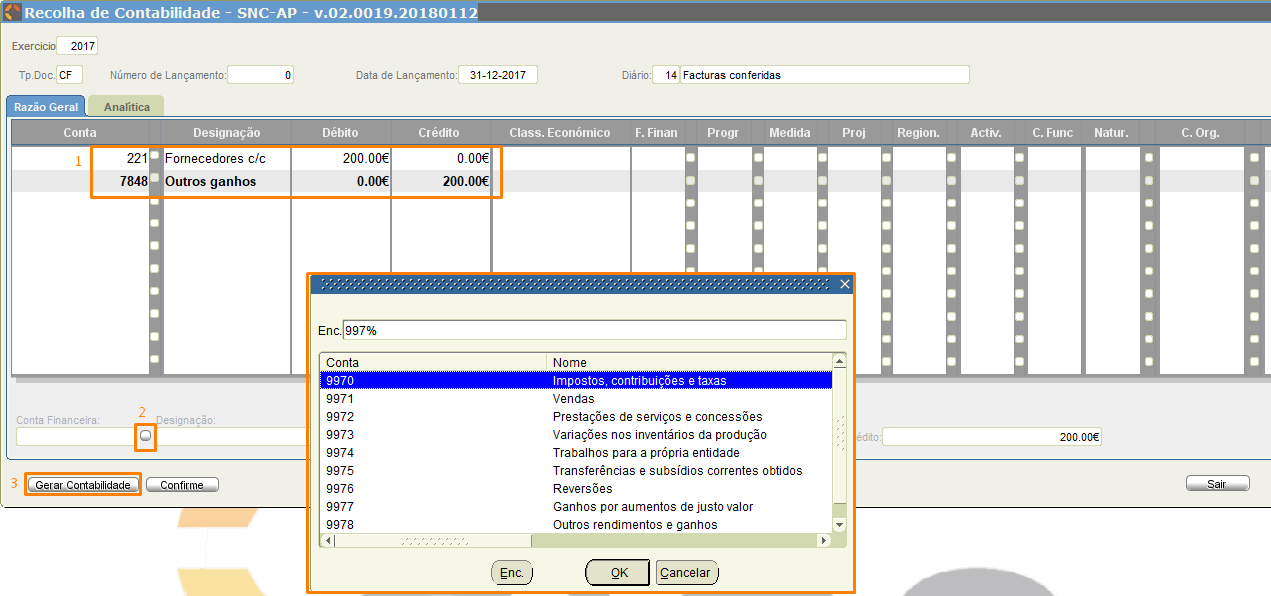 Recolha de Contabilidade - SNC-AP - v.02.0019.20180112
Exercicio 2017
Tp.Doc. CF Número de Lançamento: 0 Data de Lançamento: 31-12-2017 Diário: 14 Facturas conferidas
Razão Geral Analítica
Conta Designação Débito Crédito Class. Económico F. Finan Progr Medida Proj Region. Activ. C. Func Natur. C. Org.
1 221 Fornecedores c/c 200.00€ 0.00€
7848 Outros ganhos 0.00€ 200.00€
Enc. 997%
Conta Nome
9970 Impostos, contribuições e taxas
9971 Vendas
9972 Prestações de serviços e concessões
9973 Variações nos inventários da produção
9974 Trabalhos para a própria entidade
9975 Transferências e subsídios correntes obtidos
9976 Reversões
9977 Ganhos por aumentos de justo valor
9978 Outros rendimentos e ganhos
Enc. OK Cancelar
2
Conta Financeira: Designação:
édito: 200.00€
3 Gerar Contabilidade Confirme Sair